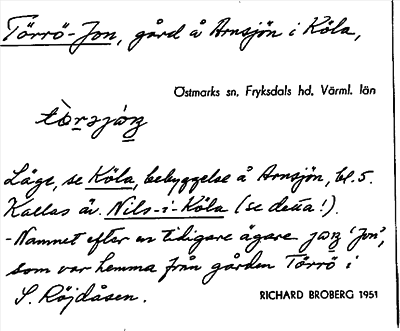 Törrö-Jon, gård å Arnsjön i Köla,
Östmarks sn, Fryksdals hd, Värml. län
Läge, se Köla, bebyggelse å Arnsjön, bl. 5.
Kallas äv. Nils-i-Köla (se detta!).
-Namnet efter en tidigare ägare 'Jon',
som var hemma från gården Törrö i
S. Röjdåsen.
RICHARD BROBERG 1951